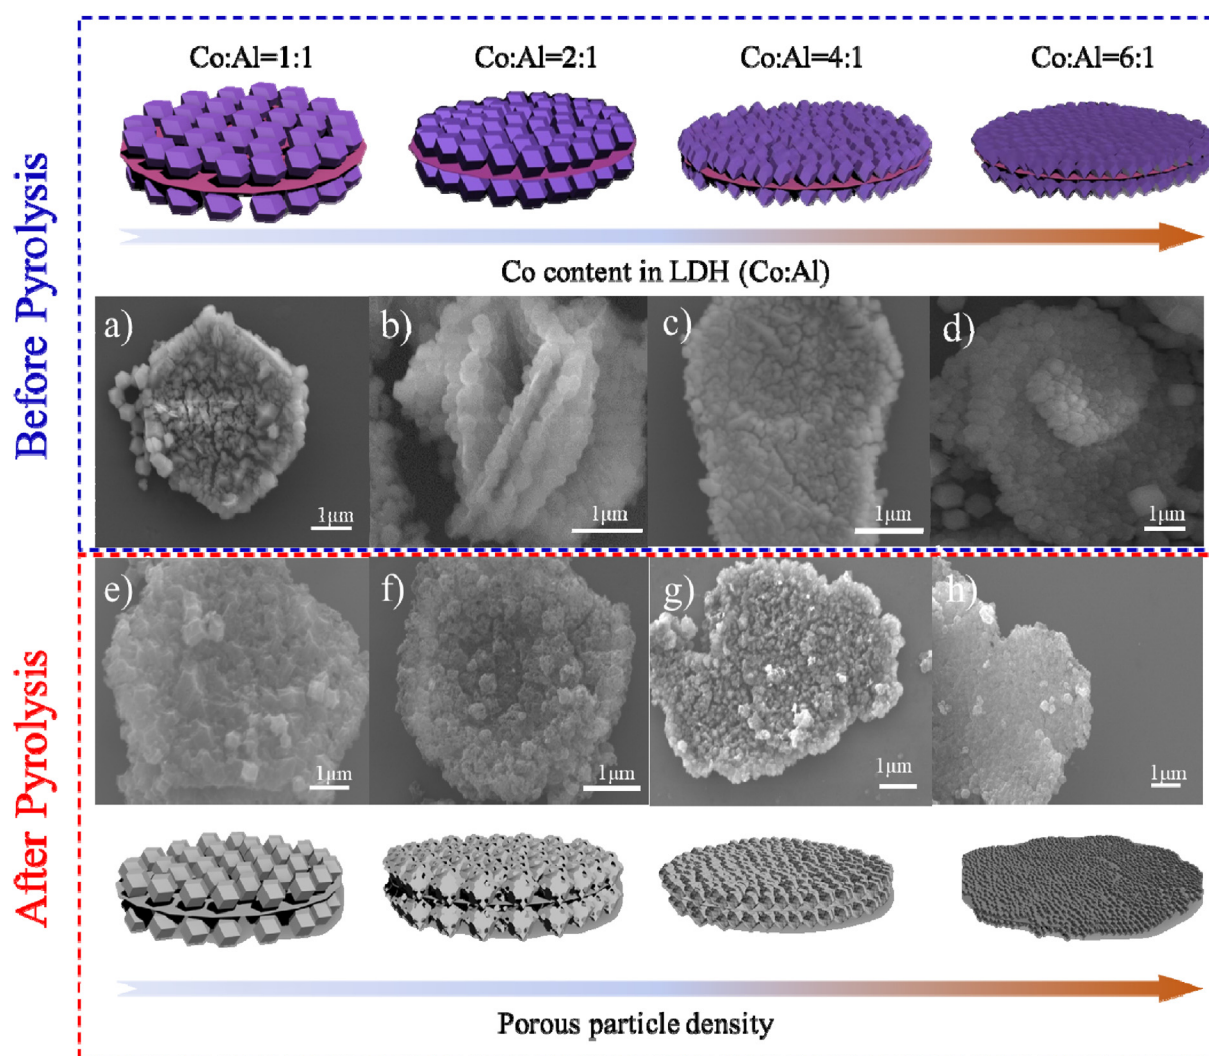 Co:Al=1:1
Co:Al=2:1
Co:Al=4:1
Co:Al=6:1
Before Pyrolysis
Co content in LDH (Co:Al)
a)
b)
c)
d)
1μm
1μm
1μm
1μm
After Pyrolysis
e)
f)
g)
h)
1μm
1μm
1μm
1μm
Porous particle density